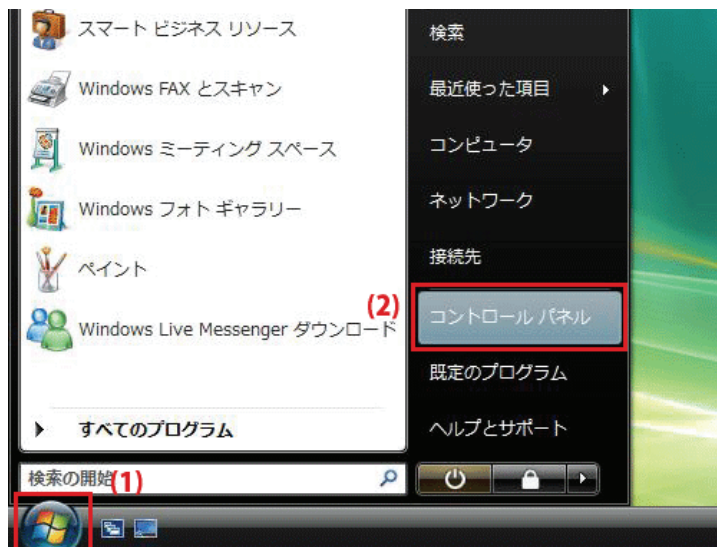 スマート ビジネス リソース
Windows FAX とスキャン
Windows ミーティング スペース
Windows フォト ギャラリー
ペイント
Windows Live Messenger ダウンロード
すべてのプログラム
検索の開始
(1)
検索
最近使った項目
コンピュータ
ネットワーク
接続先
(2)
コントロール パネル
既定のプログラム
ヘルプとサポート